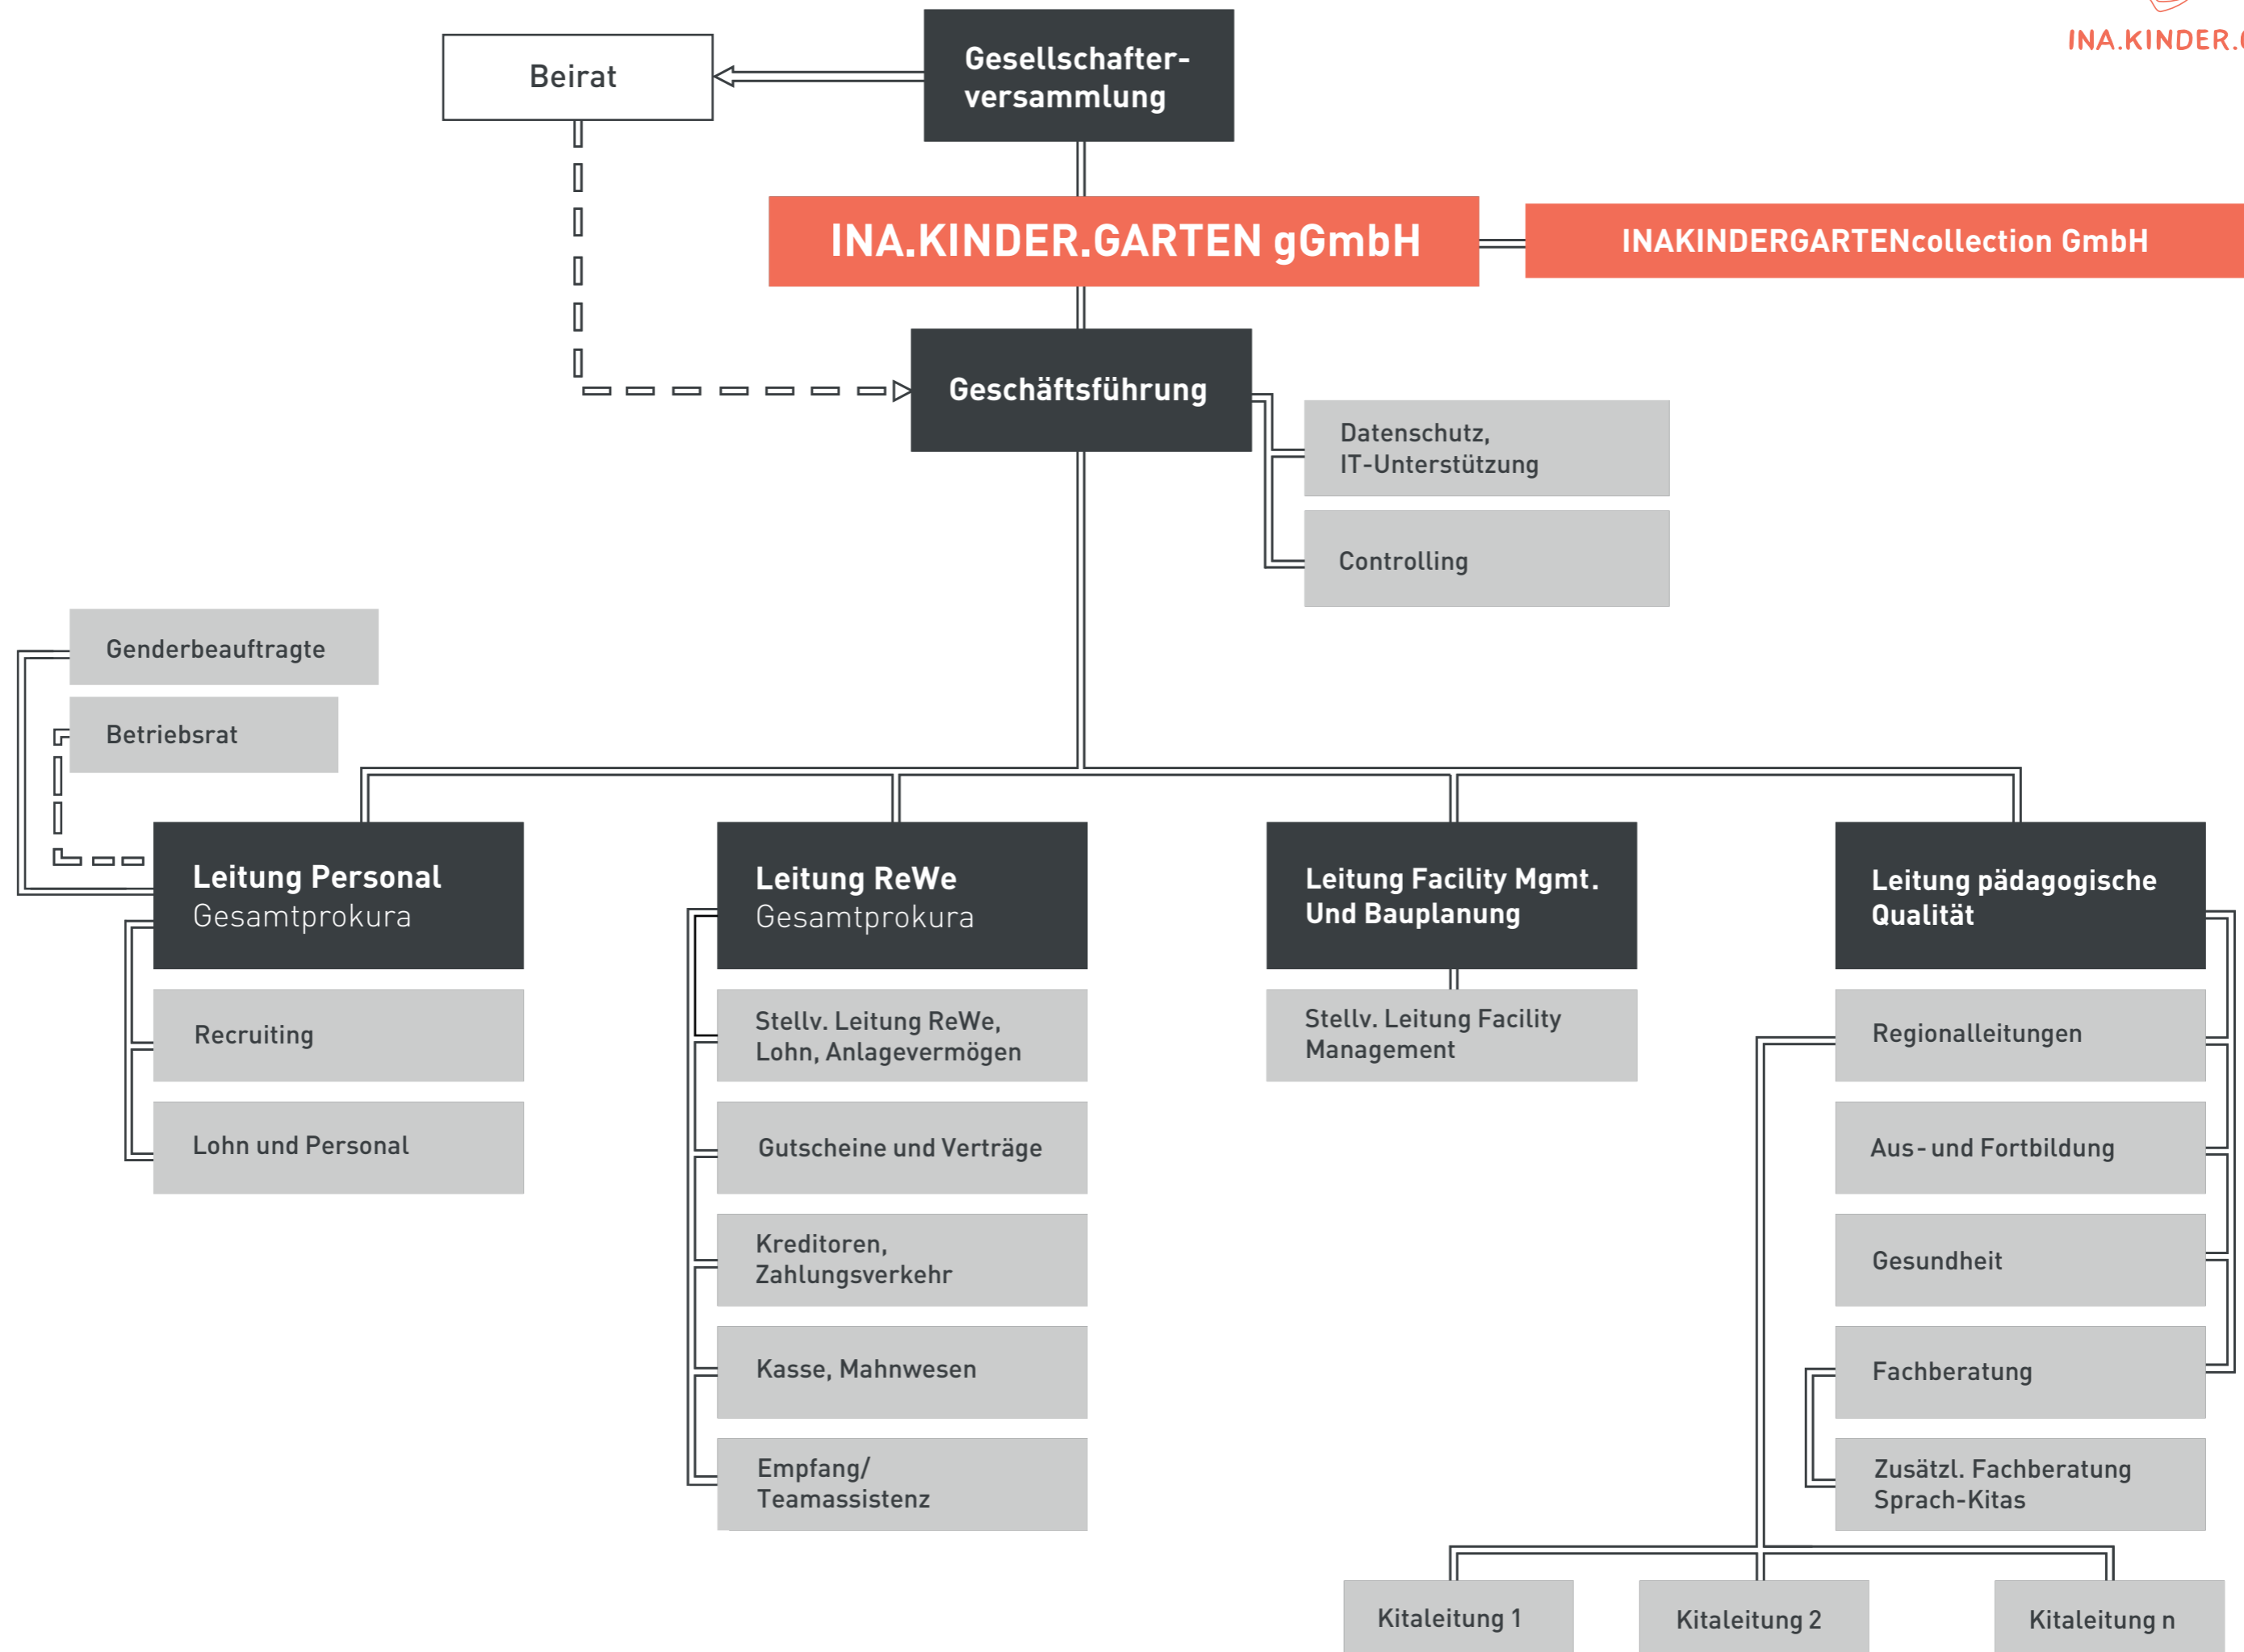 INA.KINDER.
Beirat
Gesellschafter-
versammlung
INA.KINDER.GARTEN gGmbH
INAKINDERGARTENcollection GmbH
Geschäftsführung
Datenschutz,
IT-Unterstützung
Controlling
Genderbeauftragte
Betriebsrat
Leitung Personal
Gesamtprokura
Recruiting
Lohn und Personal
Leitung ReWe
Gesamtprokura
Stellv. Leitung ReWe,
Lohn, Anlagevermögen
Gutscheine und Verträge
Kreditoren,
Zahlungsverkehr
Kasse, Mahnwesen
Empfang/
Teamassistenz
Leitung Facility Mgmt.
Und Bauplanung
Stellv. Leitung Facility
Management
Leitung pädagogische
Qualität
Regionalleitungen
Aus- und Fortbildung
Gesundheit
Fachberatung
Zusätzl. Fachberatung
Sprach-Kitas
Kitaleitung 1
Kitaleitung 2
Kitaleitung n